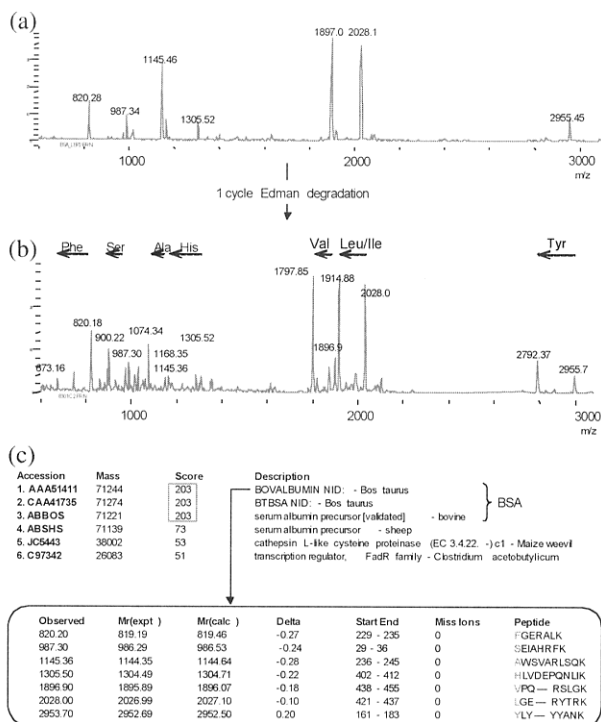 (a)
1897.0 2028.1
1145.46
820.28
987.34
1305.52
2955.45
1000 2000 3000
m/z
1 cycle Edman degradation
(b)
Phe Ser Ala His Val Leu/Ile Tyr
1797.85 1914.88
2028.0
820.18 1074.34
900.22 1305.52
987.30 1168.35
1896.9
673.16 1145.36
2792.37
2955.7
600 800 1200 1600 2000 2400 2800
m/z
(c)
Accession Mass Score Description
1. AAA51411 71244 203 BOVALBUMIN NID: - Bos taurus
2. CAA41735 71274 203 BTBSA NID: - Bos taurus
BSA
3. ABBOS 71221 203 serum albumin precursor [validated] - bovine
4. ABSHS 71139 73 serum albumin precursor - sheep
5. JC5443 38002 53 cathepsin L-like cysteine proteinase (EC 3.4.22. -) c1 - Maize weevil
6. C97342 26083 51 transcription regulator, FadR family - Clostridium acetobutylicum
Observed Mr(expt) Mr(calc) Delta Start End Miss Ions Peptide
820.20 819.19 819.46 -0.27 229 - 235 0 FGERALK
987.30 986.29 986.53 -0.24 29 - 36 0 SEIAHRFK
1145.36 1144.35 1144.64 -0.28 236 - 245 0 AWSVARLSQK
1305.50 1304.49 1304.71 -0.22 402 - 412 0 HLVDEPQNLIK
1896.90 1895.89 1896.07 -0.18 438 - 455 0 VPQ — RSLGK
2028.00 2026.99 2027.10 -0.10 421 - 437 0 LGE — RYTRK
2953.70 2952.69 2952.50 0.20 161 - 183 0 YLY — YYANK